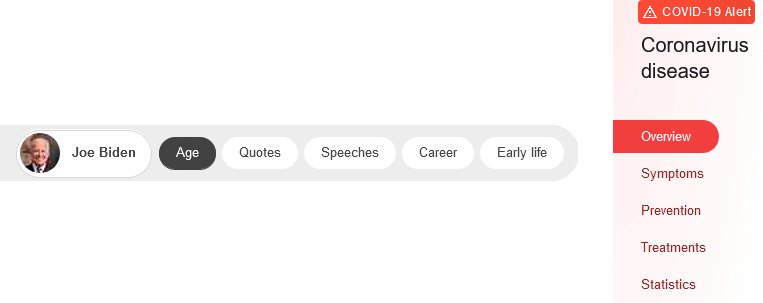 COVID-19 Alert
Coronavirus
disease
Joe Biden Age Quotes Speeches Career Early life
Overview
Symptoms
Prevention
Treatments
Statistics